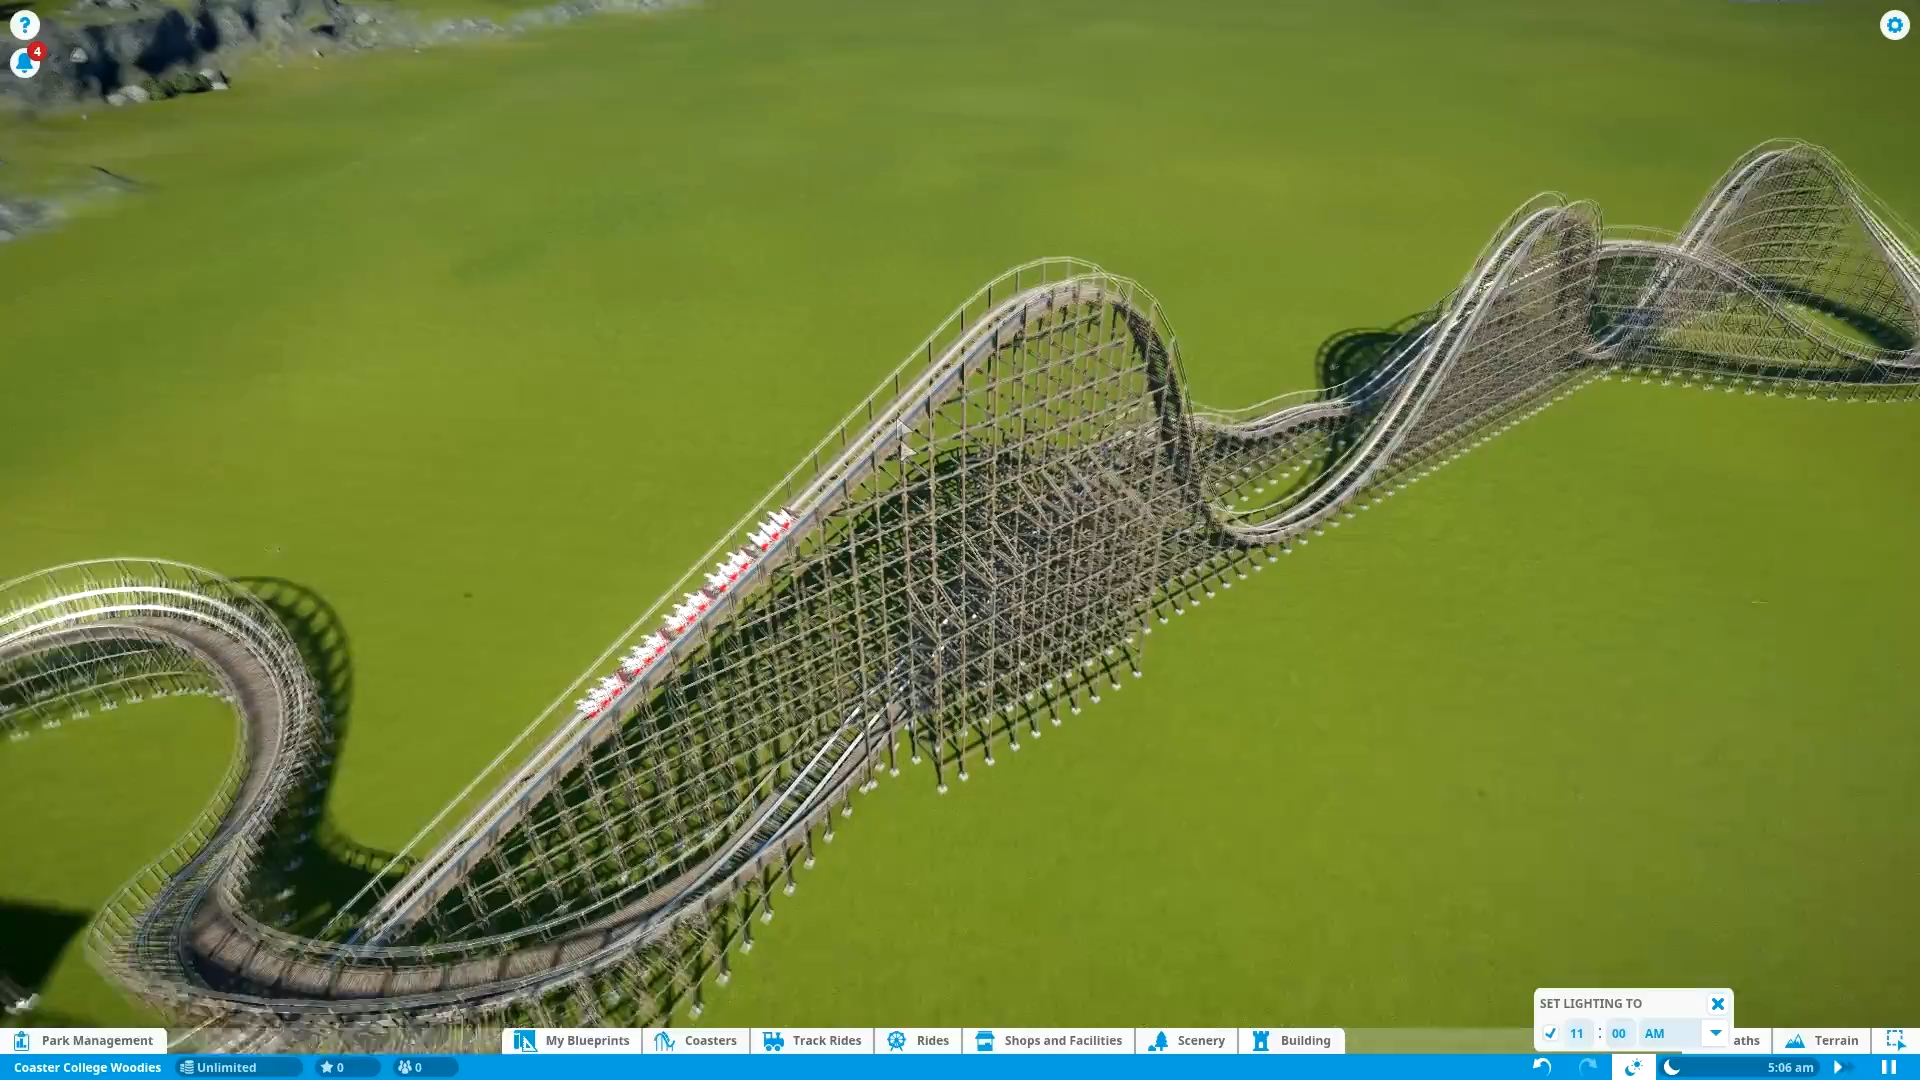 ?
4
SET LIGHTING TO
11 : 00 AM
Park Management
My Blueprints
Coasters
Track Rides
Rides
Shops and Facilities
Scenery
Building
aths
Terrain
Coaster College Woodies
Unlimited
0
0
5:06 am